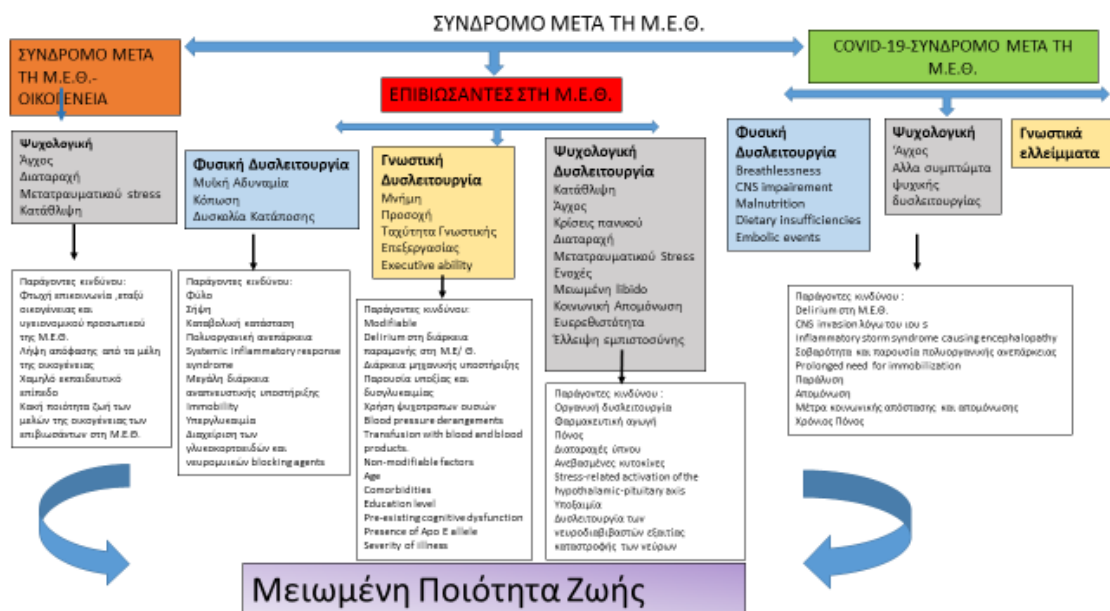 ΣΥΝΔΡΟΜΟ ΜΕΤΑ ΤΗ Μ.Ε.Θ.
ΣΥΝΔΡΟΜΟ ΜΕΤΑ
ΤΗ Μ.Ε.Θ.-
ΟΙΚΟΓΕΝΕΙΑ
Ψυχολογική
Άγχος
Διαταραχή
Μετατραυματικού stress
Κατάθλιψη
Παράγοντες κινδύνου:
Φτωχή επικοινωνία ,εταξύ
οικογένειας και
υγειονομικού προσωπικού
της Μ.Ε.Θ.
Λήψη απόφασης από τα μέλη
της οικογένειας
Χαμηλό εκπαιδευτικό
επίπεδο
Κακή ποιότητα ζωή των
μελών της οικογένειας των
επιβιωσάντων στη Μ.Ε.Θ.
ΕΠΙΒΙΩΣΑΝΤΕΣ ΣΤΗ Μ.Ε.Θ.
Φυσική Δυσλειτουργία
Μυϊκή Αδυναμία
Κόπωση
Δυσκολία Κατάποσης
Παράγοντες κινδύνου:
Φύλο
Σήψη
Καταβολική κατάσταση
Πολυοργανική ανεπάρκεια
Systemic inflammatory response
syndrome
Μεγάλη διάρκεια
αναπνευστικής υποστήριξης
Immobility
Υπεργλυκαιμία
Διαχείριση των
γλυκοκορτοειδών και
νευρομυικών blocking agents
Γνωστική
Δυσλειτουργία
Μνήμη
Προσοχή
Ταχύτητα Γνωστικής
Επεξεργασίας
Executive ability
Παράγοντες κινδύνου:
Modifiable
Delirium στη διάρκεια
παραμονής στη Μ.Ε/ Θ.
Διάρκεια μηχανικής υποστήριξης
Παρουσία υποξίας και
δυσγλυκαιμίας
Χρήση ψυχοτροπων ουσιών
Blood pressure derangements
Transfusion with blood and blood
products.
Non-modifiable factors
Age
Comorbidities
Education level
Pre-existing cognitive dysfunction
Presence of Apo E allele
Severity of illness
Ψυχολογική
Δυσλειτουργία
Κατάθλιψη
Άγχος
Κρίσεις πανικού
Διαταραχή
Μετατραυματικού Stress
Ενοχές
Μειωμένη libido
Κοινωνική Απομόνωση
Ευερεθιστότητα
Έλλειψη εμπιστοσύνης
Παράγοντες κινδύνου :
Οργανική δυσλειτουργία
Φαρμακευτική αγωγή
Πόνος
Διαταραχές ύπνου
Ανεβασμένες κυτοκίνες
Stress-related activation of the
hypothalamic-pituitary axis
Υποξαιμία
Δυσλειτουργία των
νευροδιαβιβαστών εξαιτίας
καταστροφής των νεύρων
COVID-19-ΣΥΝΔΡΟΜΟ ΜΕΤΑ ΤΗ
Μ.Ε.Θ.
Φυσική
Δυσλειτουργία
Breathlessness
CNS impairement
Malnutrition
Dietary insufficiencies
Embolic events
Ψυχολογική
'Άγχος
Αλλα συμπτώμτα
ψυχικής
δυσλειτουργίας
Γνωστικά
ελλείμματα
Παράγοντες κινδύνου :
Delirium στη Μ.Ε.Θ.
CNS invasion λόγω του ιου s
inflammatory storm syndrome causing encephalopathy
Σοβαρότητα και παρουσία πολυοργανικής ανεπάρκειας
Prolonged need for immobilization
Παράλυση
Απομόνωση
Μέτρα κοινωνικής απόστασης και απομόνωσης
Χρόνιος Πόνος
Μειωμένη Ποιότητα Ζωής